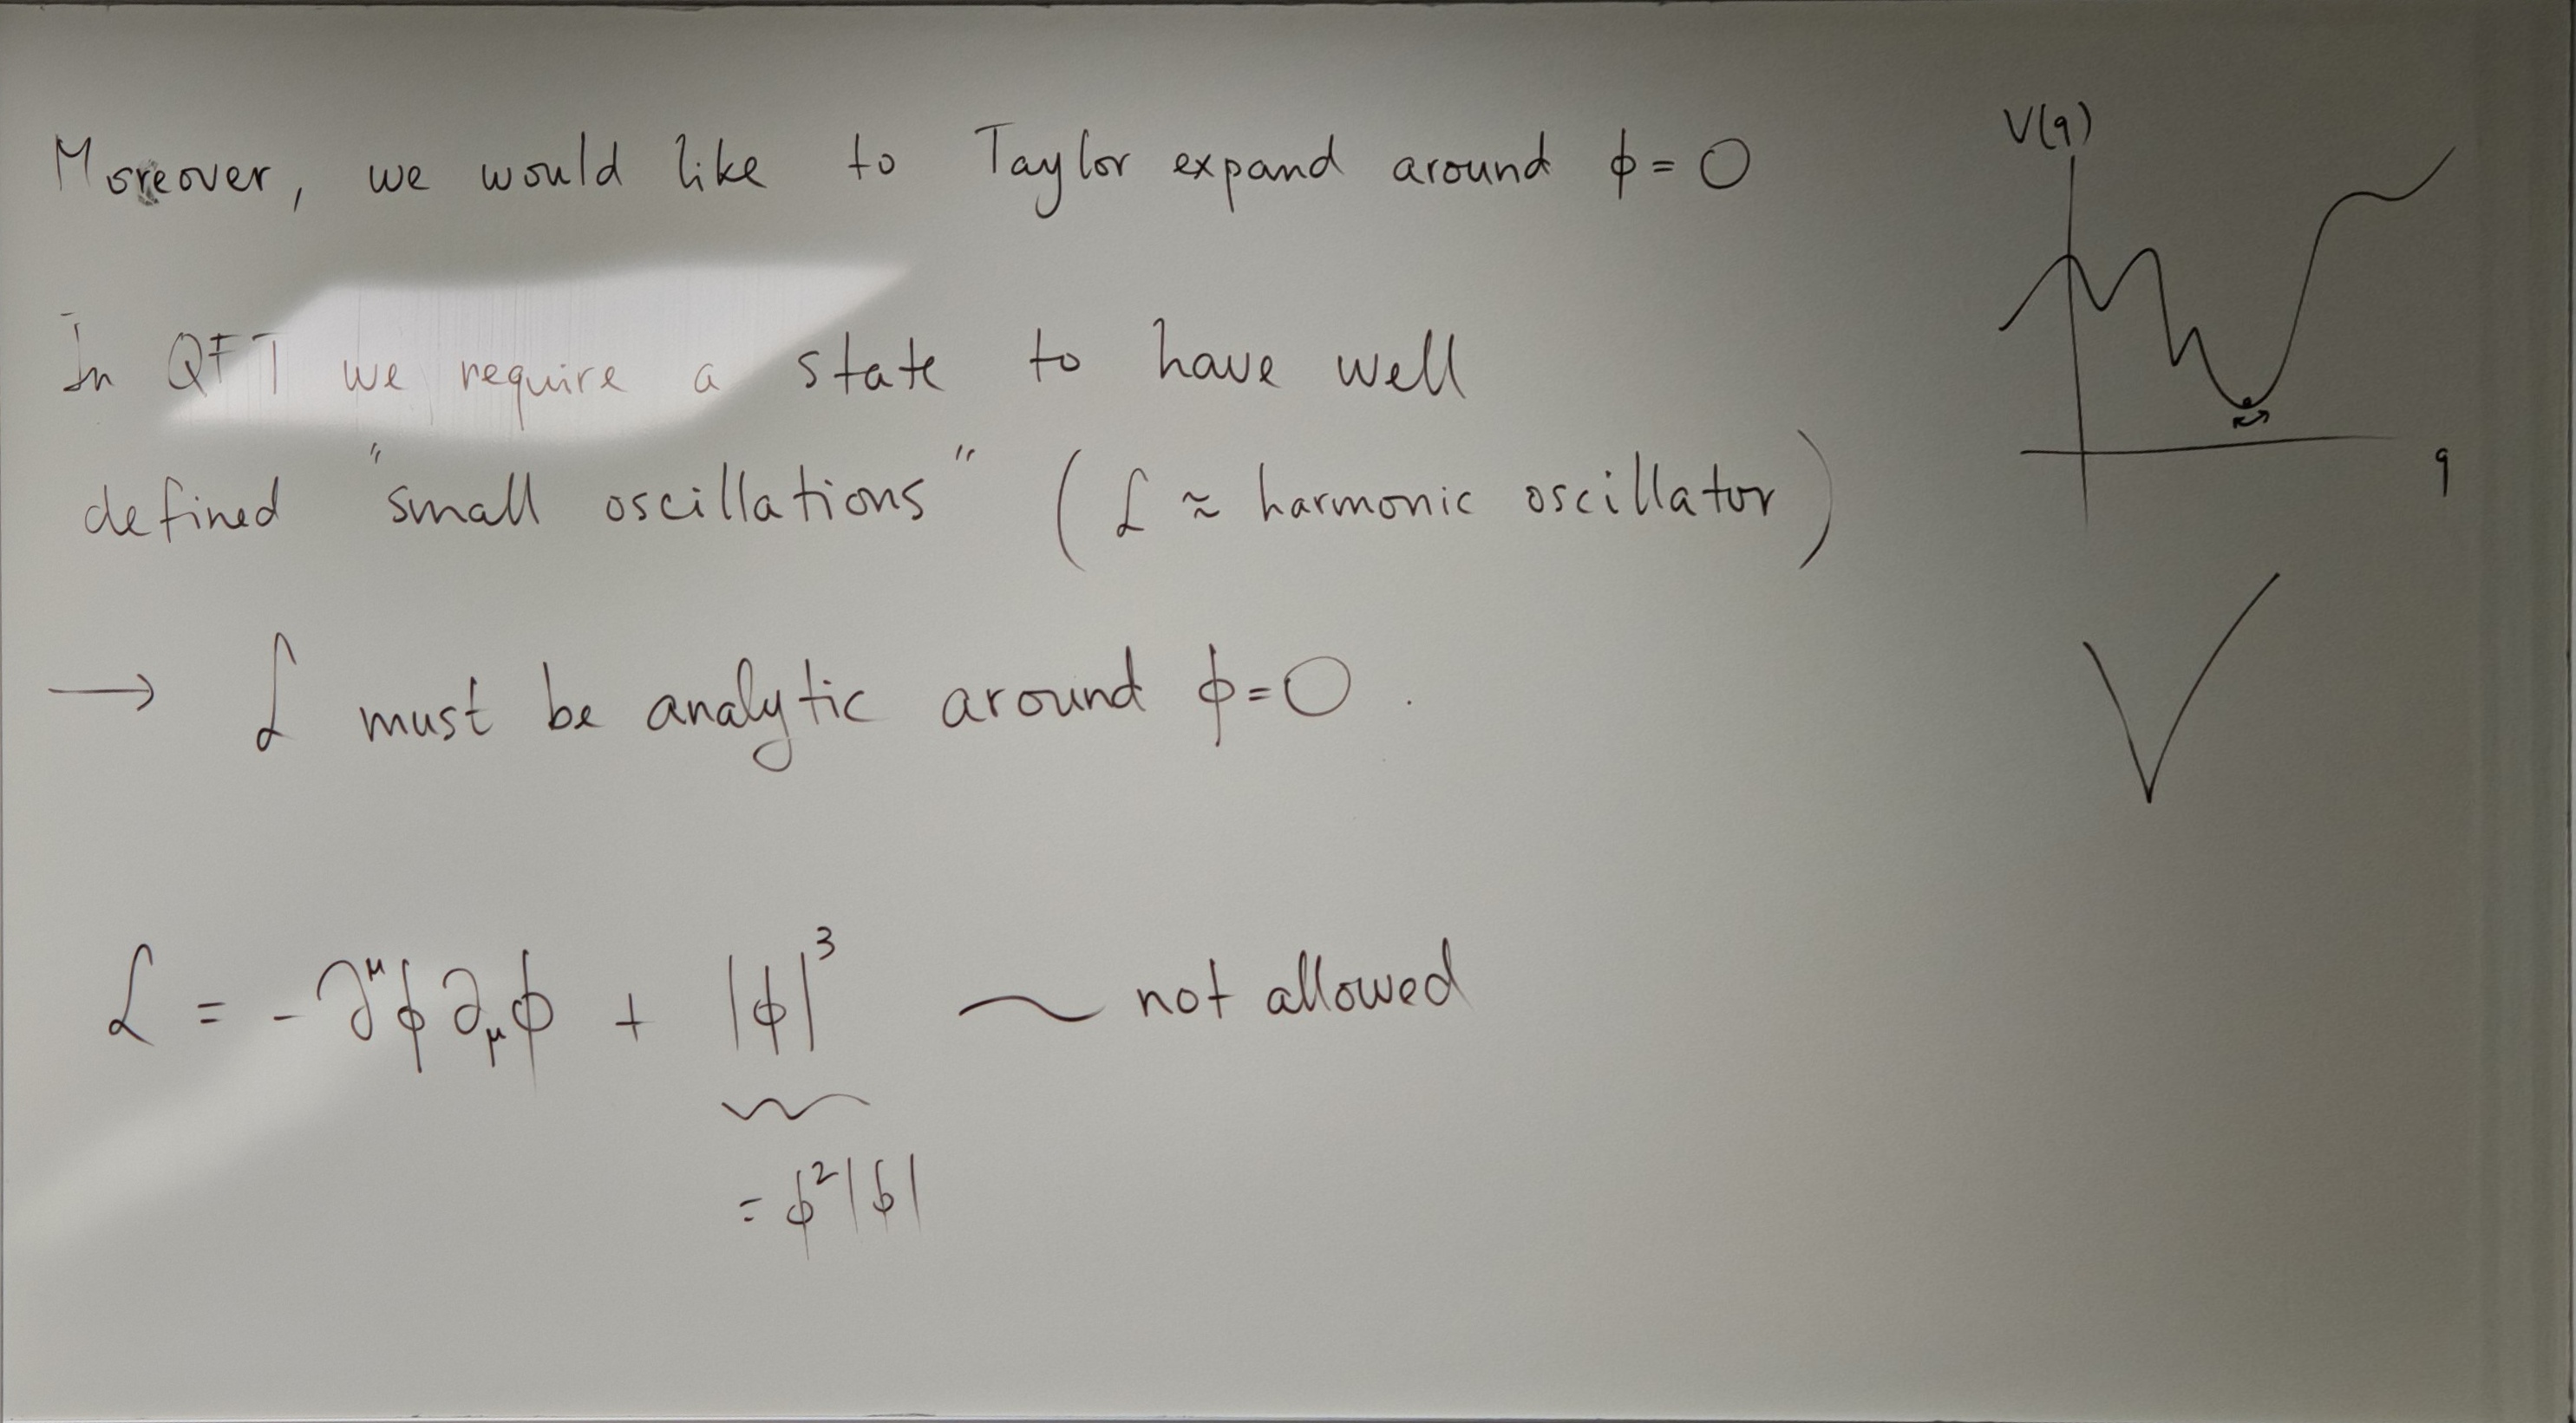 Moreover, we would like to Taylor expand around ϕ = 0
In QFT we require a state to have well
defined "small oscillations" (ℒ ≈ harmonic oscillator)
→ ℒ must be analytic around ϕ=0.
ℒ = -∂^μϕ ∂_μϕ + |ϕ|³ ~ not allowed
= ϕ²|ϕ|
V(q)
q